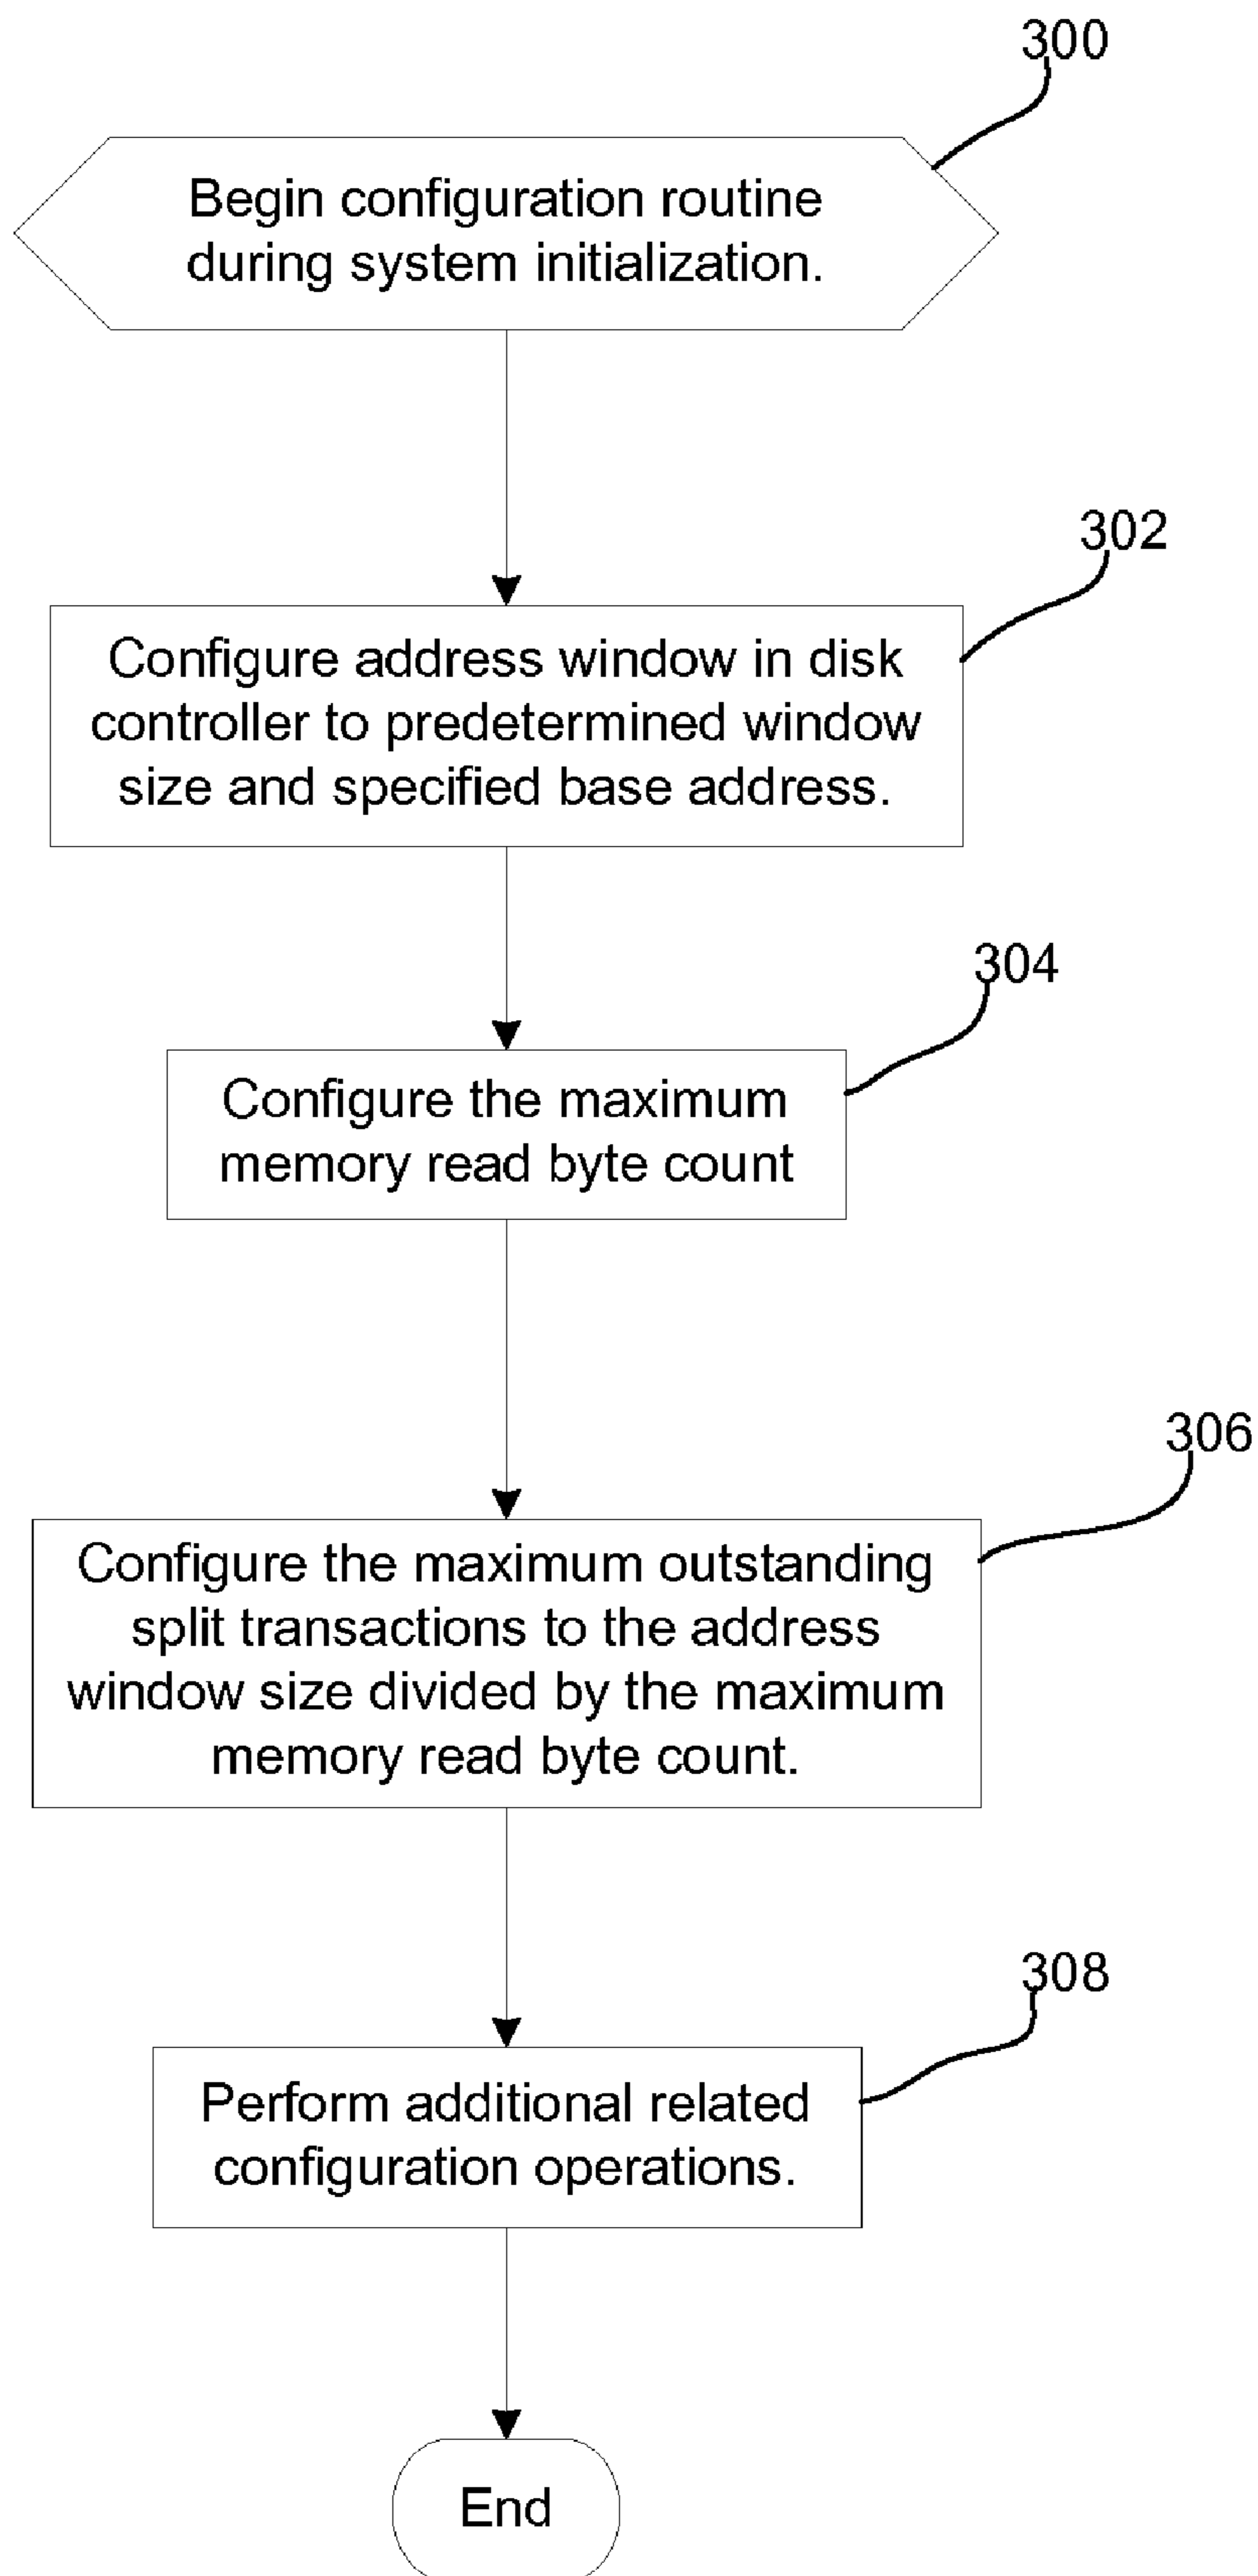 300
Begin configuration routine
during system initialization.
302
Configure address window in disk
controller to predetermined window
size and specified base address.
304
Configure the maximum
memory read byte count
306
Configure the maximum outstanding
split transactions to the address
window size divided by the maximum
memory read byte count.
308
Perform additional related
configuration operations.
End